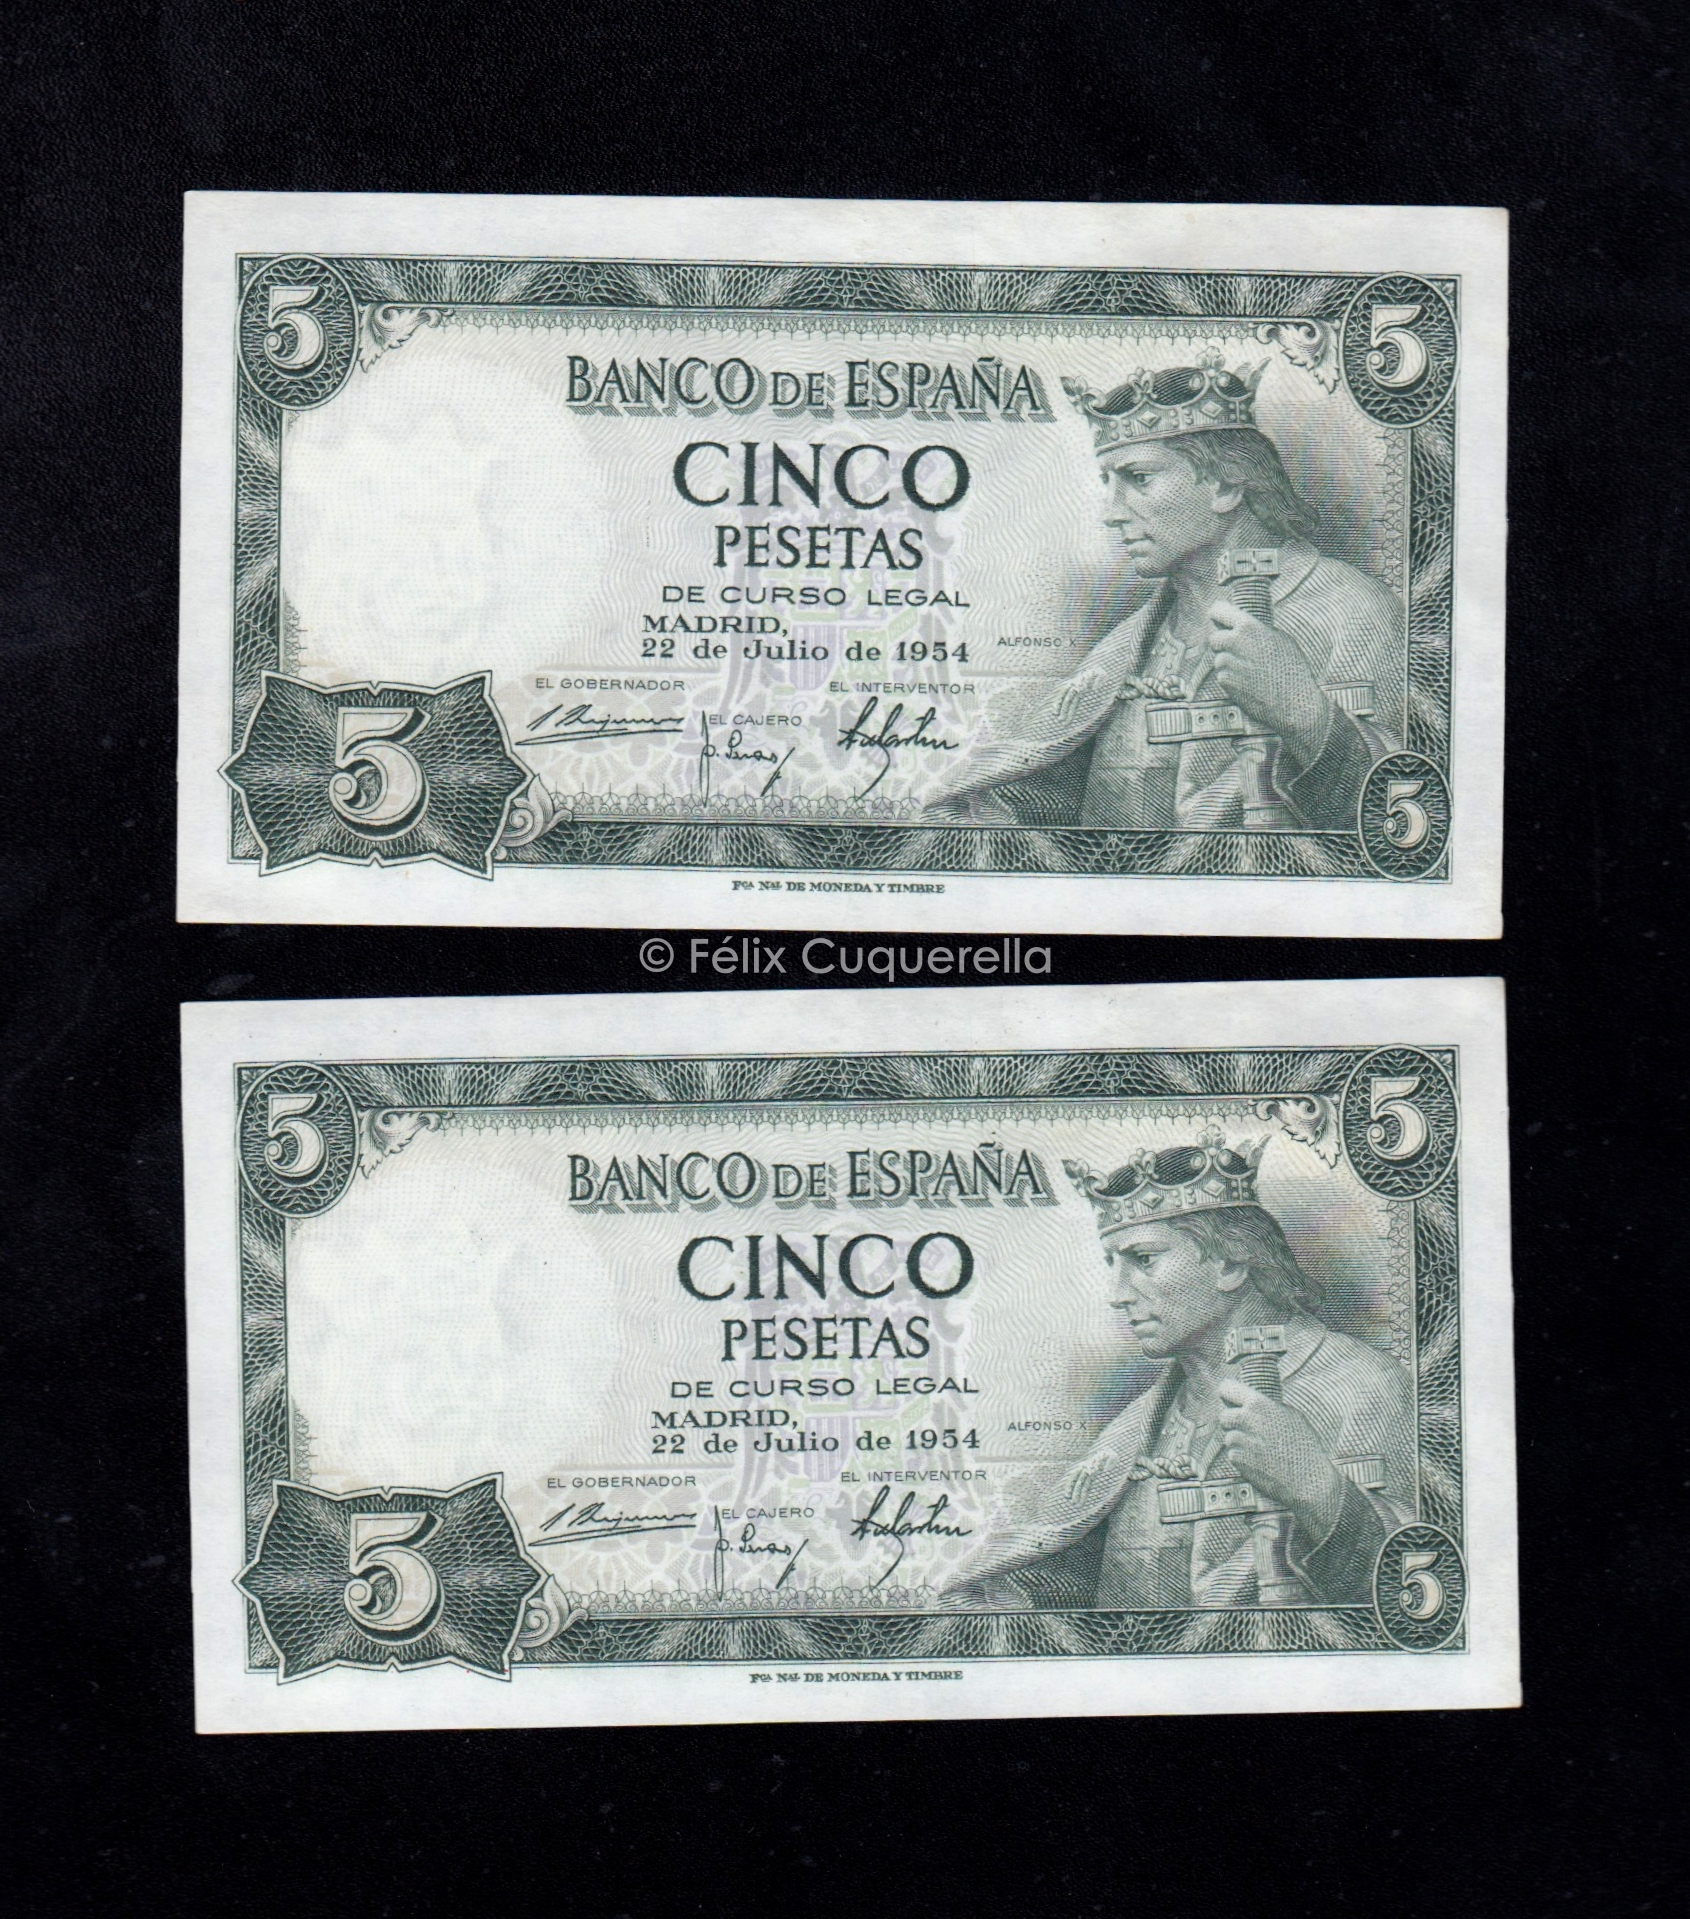 5 5
BANCO DE ESPAÑA
CINCO
PESETAS
DE CURSO LEGAL
MADRID,
22 de Julio de 1954
ALFONSO X
EL GOBERNADOR EL INTERVENTOR
EL CAJERO
5 5
Fca Nal DE MONEDA Y TIMBRE
© Félix Cuquerella
5 5
BANCO DE ESPAÑA
CINCO
PESETAS
DE CURSO LEGAL
MADRID,
22 de Julio de 1954
ALFONSO X
EL GOBERNADOR EL INTERVENTOR
EL CAJERO
5 5
Fca Nal DE MONEDA Y TIMBRE